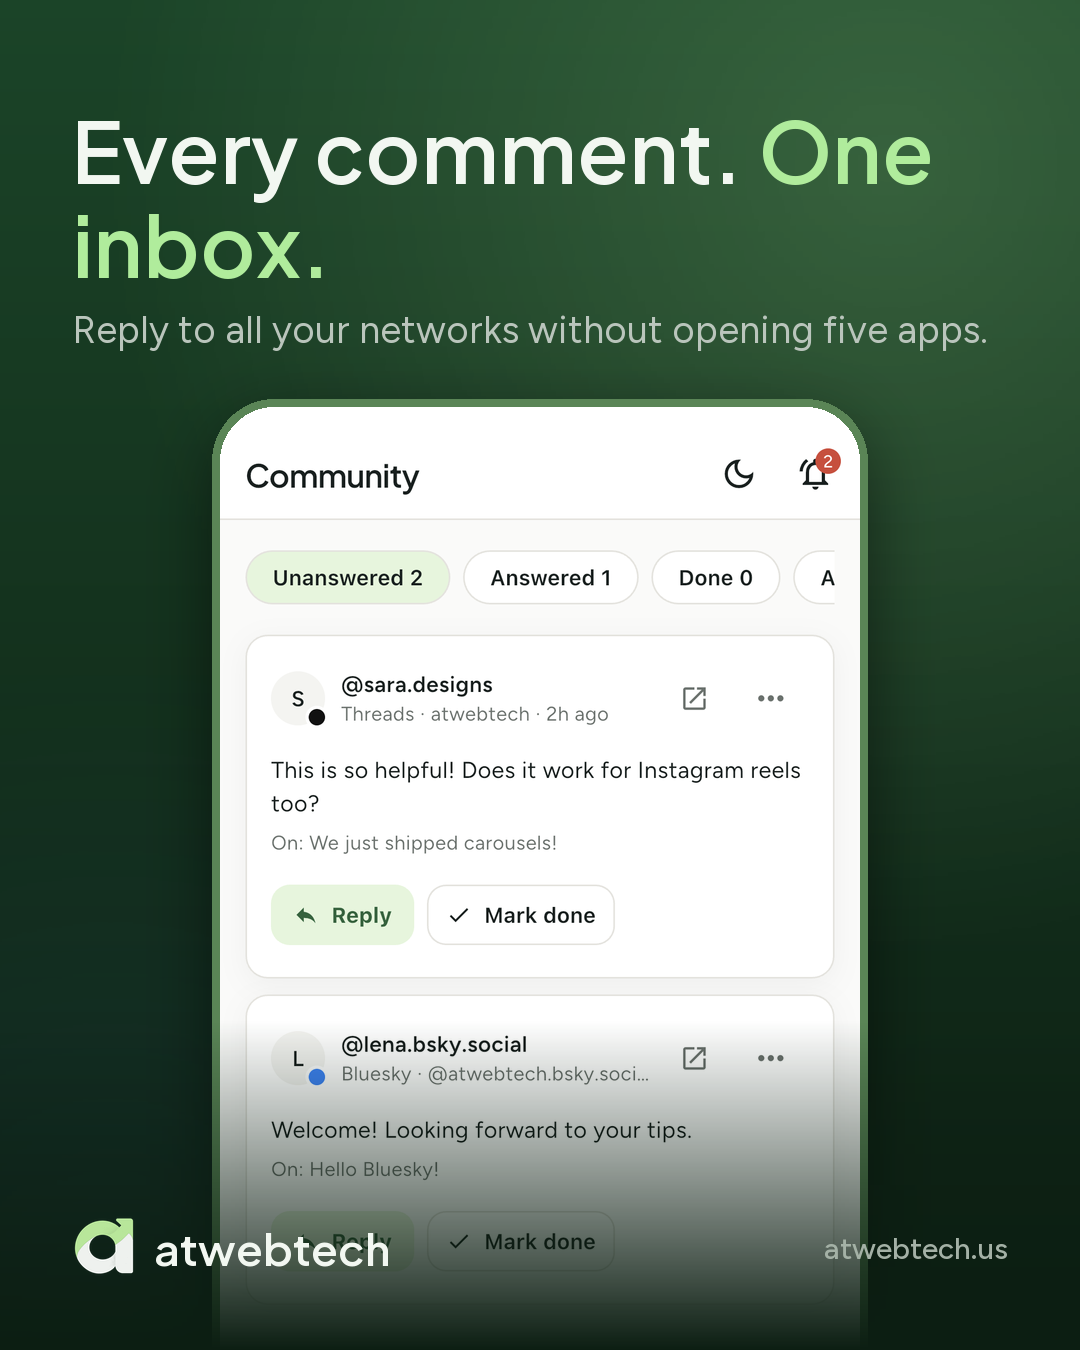 Every comment. One
inbox.
Reply to all your networks without opening five apps.
Community
2
Unanswered 2
Answered 1
Done 0
A
S
@sara.designs
Threads · atwebtech · 2h ago
This is so helpful! Does it work for Instagram reels
too?
On: We just shipped carousels!
Reply
Mark done
L
@lena.bsky.social
Bluesky · @atwebtech.bsky.soci...
Welcome! Looking forward to your tips.
On: Hello Bluesky!
Reply
Mark done
atwebtech
atwebtech.us